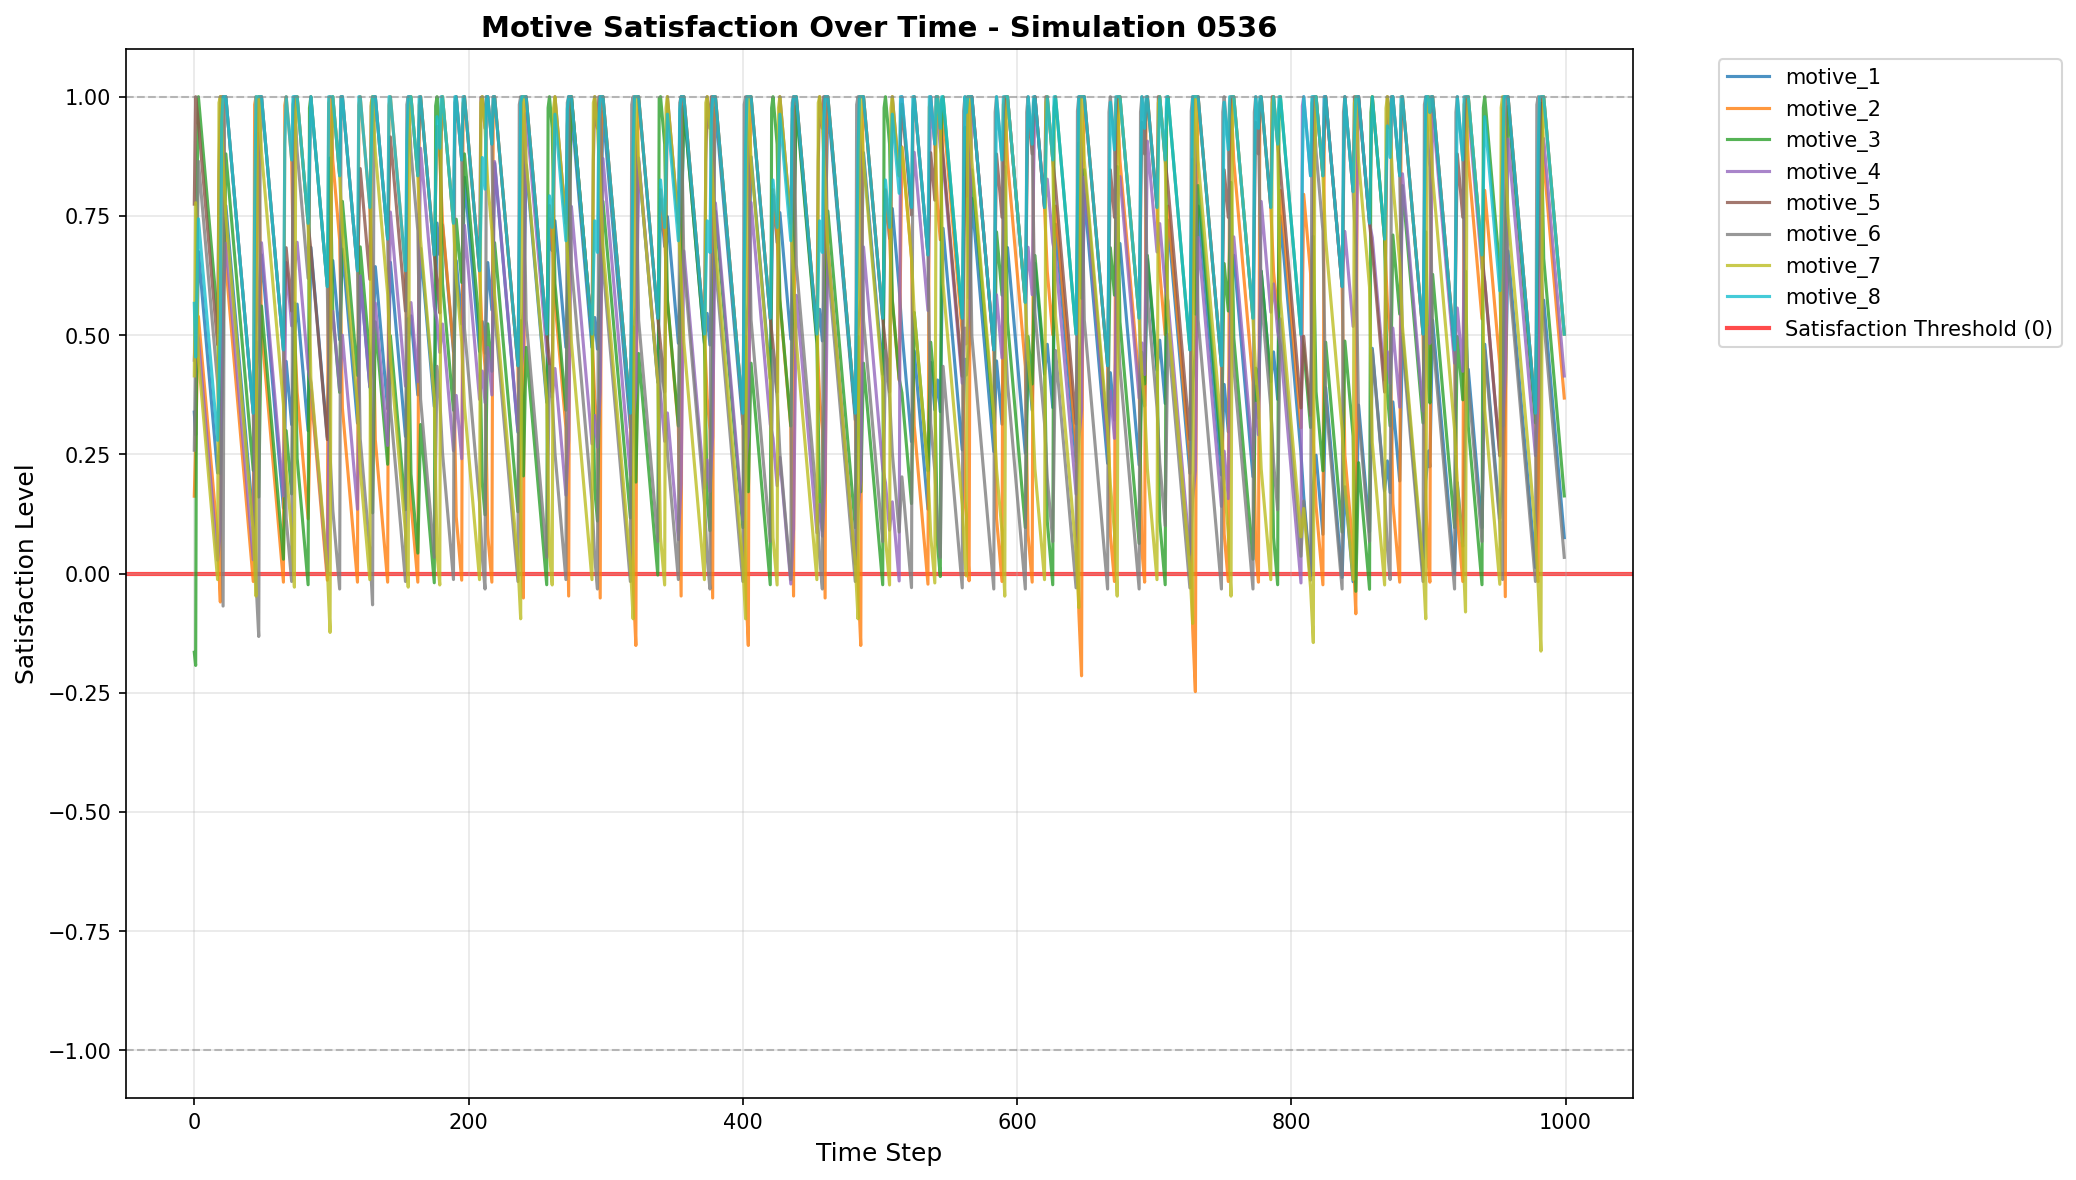 Motive Satisfaction Over Time - Simulation 0536
1.00
0.75
0.50
0.25
0.00
−0.25
−0.50
−0.75
−1.00
Satisfaction Level
0
200
400
600
800
1000
Time Step
motive_1
motive_2
motive_3
motive_4
motive_5
motive_6
motive_7
motive_8
Satisfaction Threshold (0)